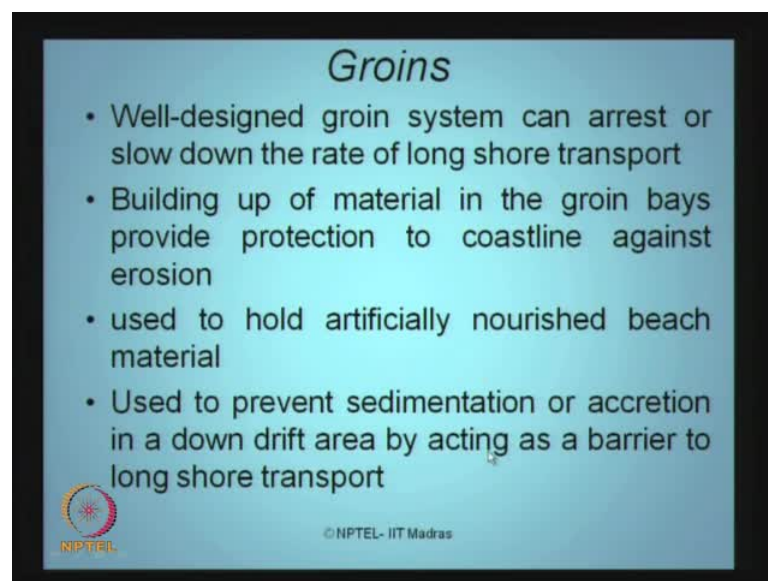 Groins
• Well-designed groin system can arrest or
slow down the rate of long shore transport
• Building up of material in the groin bays
provide protection to coastline against
erosion
• used to hold artificially nourished beach
material
• Used to prevent sedimentation or accretion
in a down drift area by acting as a barrier to
long shore transport
NPTEL
© NPTEL- IIT Madras